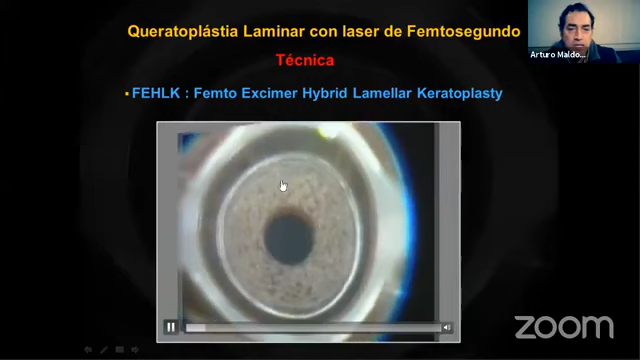 Queratoplástia Laminar con laser de Femtosegundo
Técnica
▪ FEHLK : Femto Excimer Hybrid Lamellar Keratoplasty
Arturo Maldo...
zoom